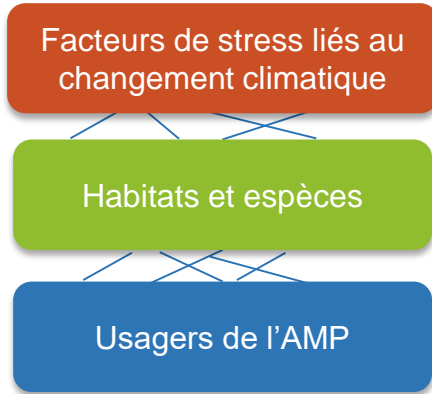 Facteurs de stress liés au
changement climatique
Habitats et espèces
Usagers de l’AMP